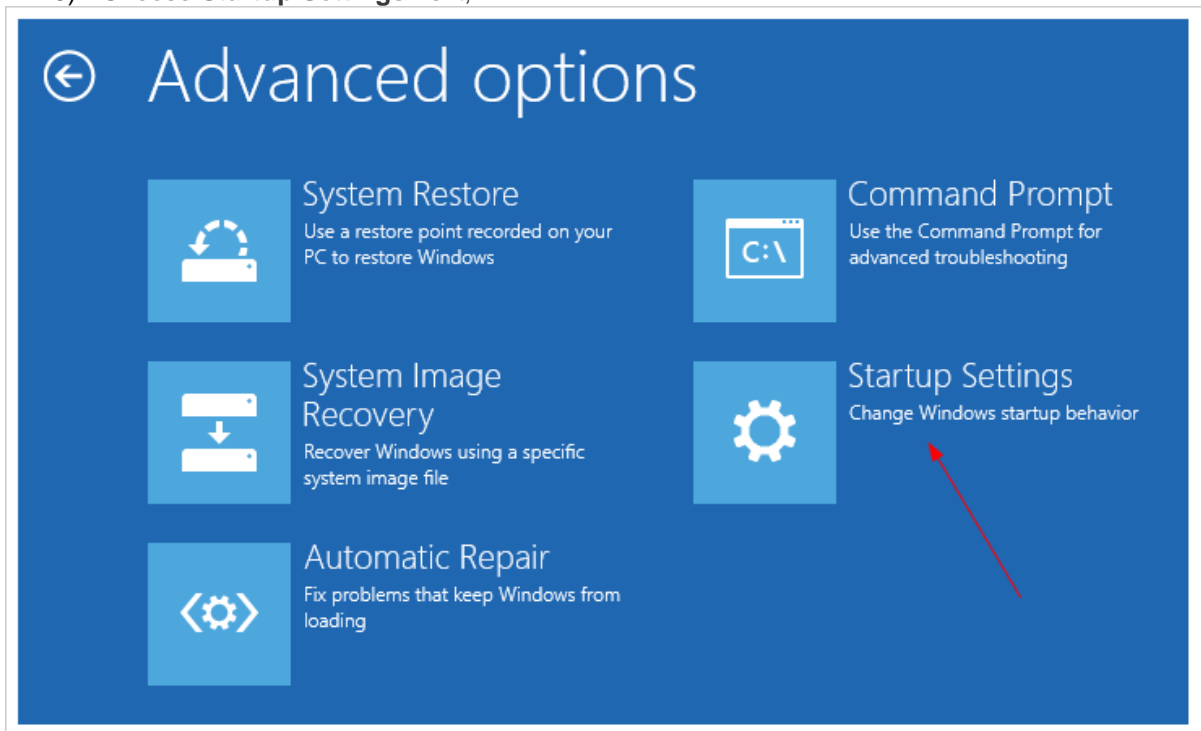 Advanced options
System Restore
Use a restore point recorded on your
PC to restore Windows
Command Prompt
Use the Command Prompt for
advanced troubleshooting
C:\
System Image
Recovery
Recover Windows using a specific
system image file
Startup Settings
Change Windows startup behavior
Automatic Repair
Fix problems that keep Windows from
loading